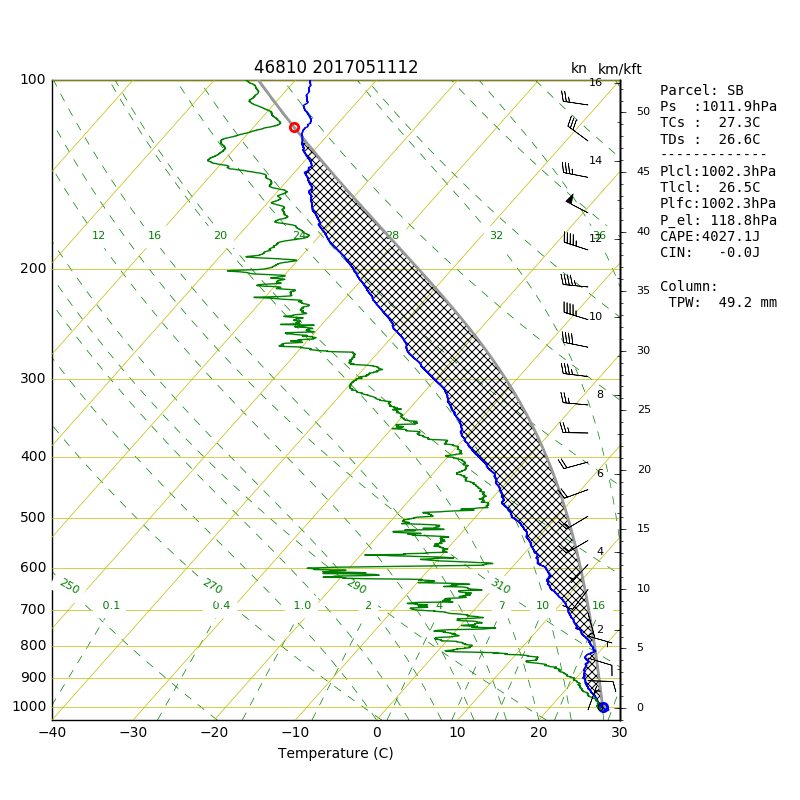 46810 2017051112
kn km/kft
Parcel: SB
Ps  :1011.9hPa
TCs :  27.3C
TDs :  26.6C
-------------
Plcl:1002.3hPa
Tlcl:  26.5C
Plfc:1002.3hPa
P_el: 118.8hPa
CAPE:4027.1J
CIN:   -0.0J
Column:
TPW:  49.2 mm
100
200
300
400
500
600
700
800
900
1000
12 16 20 24 28 32 36
250 270 290 310
0.1 0.4 1.0 2 4 7 10 16
16
14
12
10
8
6
4
2
50
45
40
35
30
25
20
15
10
5
0
−40 −30 −20 −10 0 10 20 30
Temperature (C)